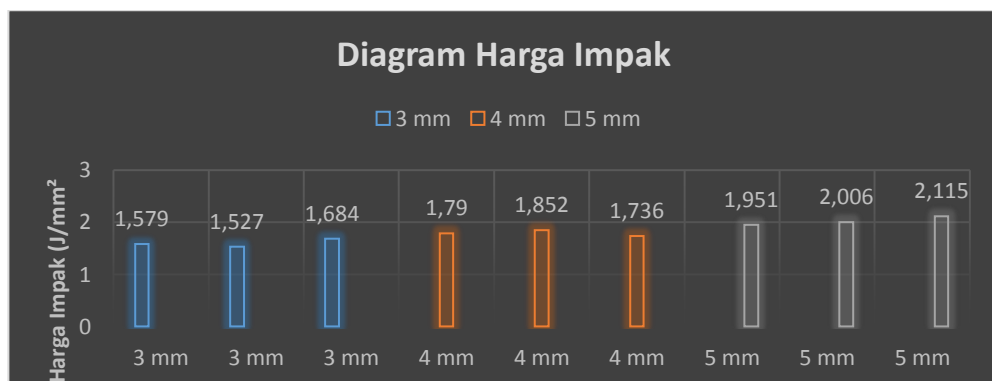 Diagram Harga Impak
3 mm 4 mm 5 mm
Harga Impak (J/mm²
3
2
1
0
1,579 1,527 1,684 1,79 1,852 1,736 1,951 2,006 2,115
3 mm 3 mm 3 mm 4 mm 4 mm 4 mm 5 mm 5 mm 5 mm